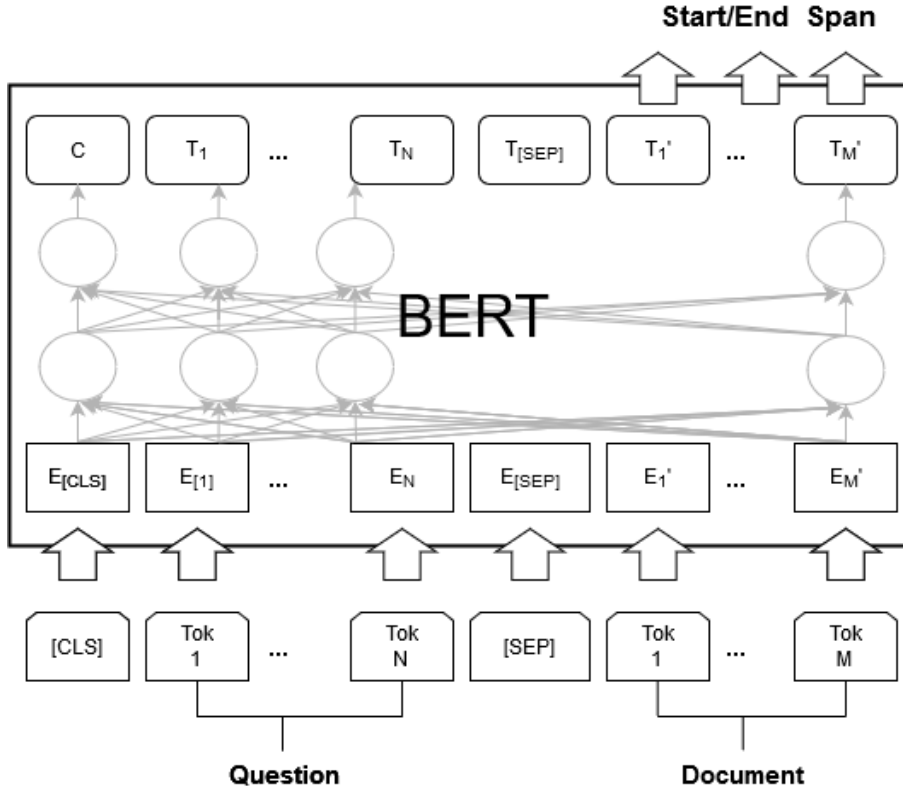 Start/End Span
C T1 ... TN T[SEP] T1' ... TM'
BERT
E[CLS] E[1] ... EN E[SEP] E1' ... EM'
[CLS] Tok 1 ... Tok N [SEP] Tok 1 ... Tok M
Question Document